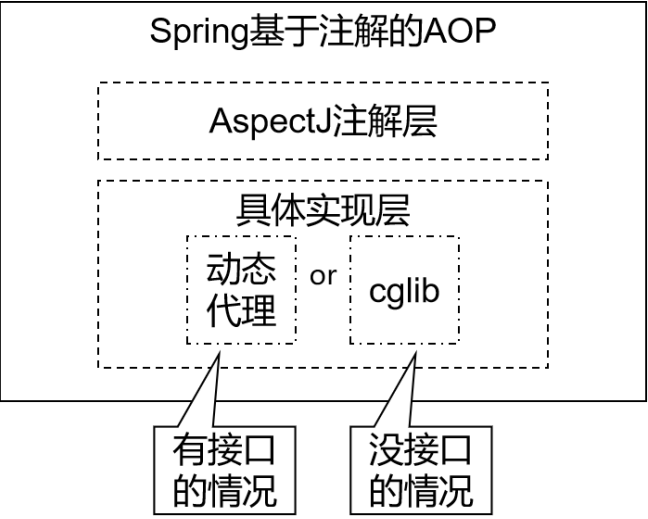 Spring基于注解的AOP
AspectJ注解层
具体实现层
动态
代理
or
cglib
有接口
的情况
没接口
的情况